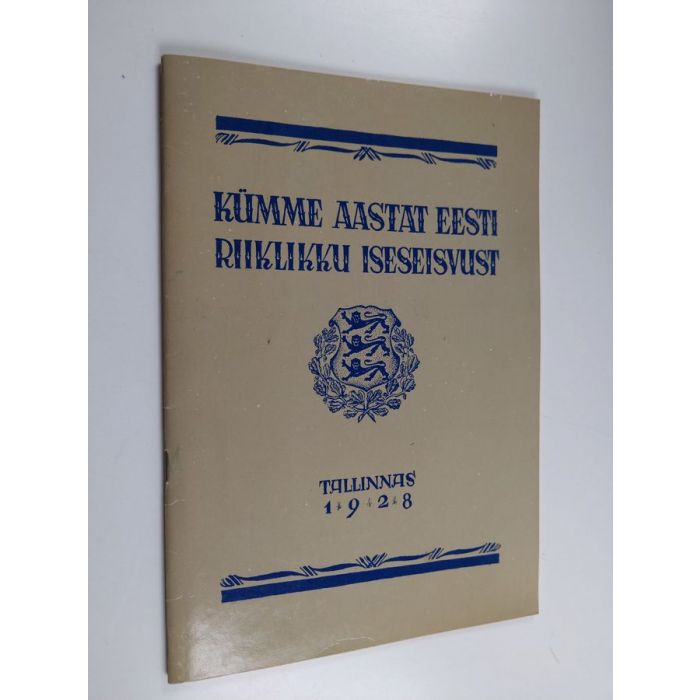 KÜMME AASTAT EESTI
RIIKLIKKU ISESEISVUST
TALLINNAS
1928